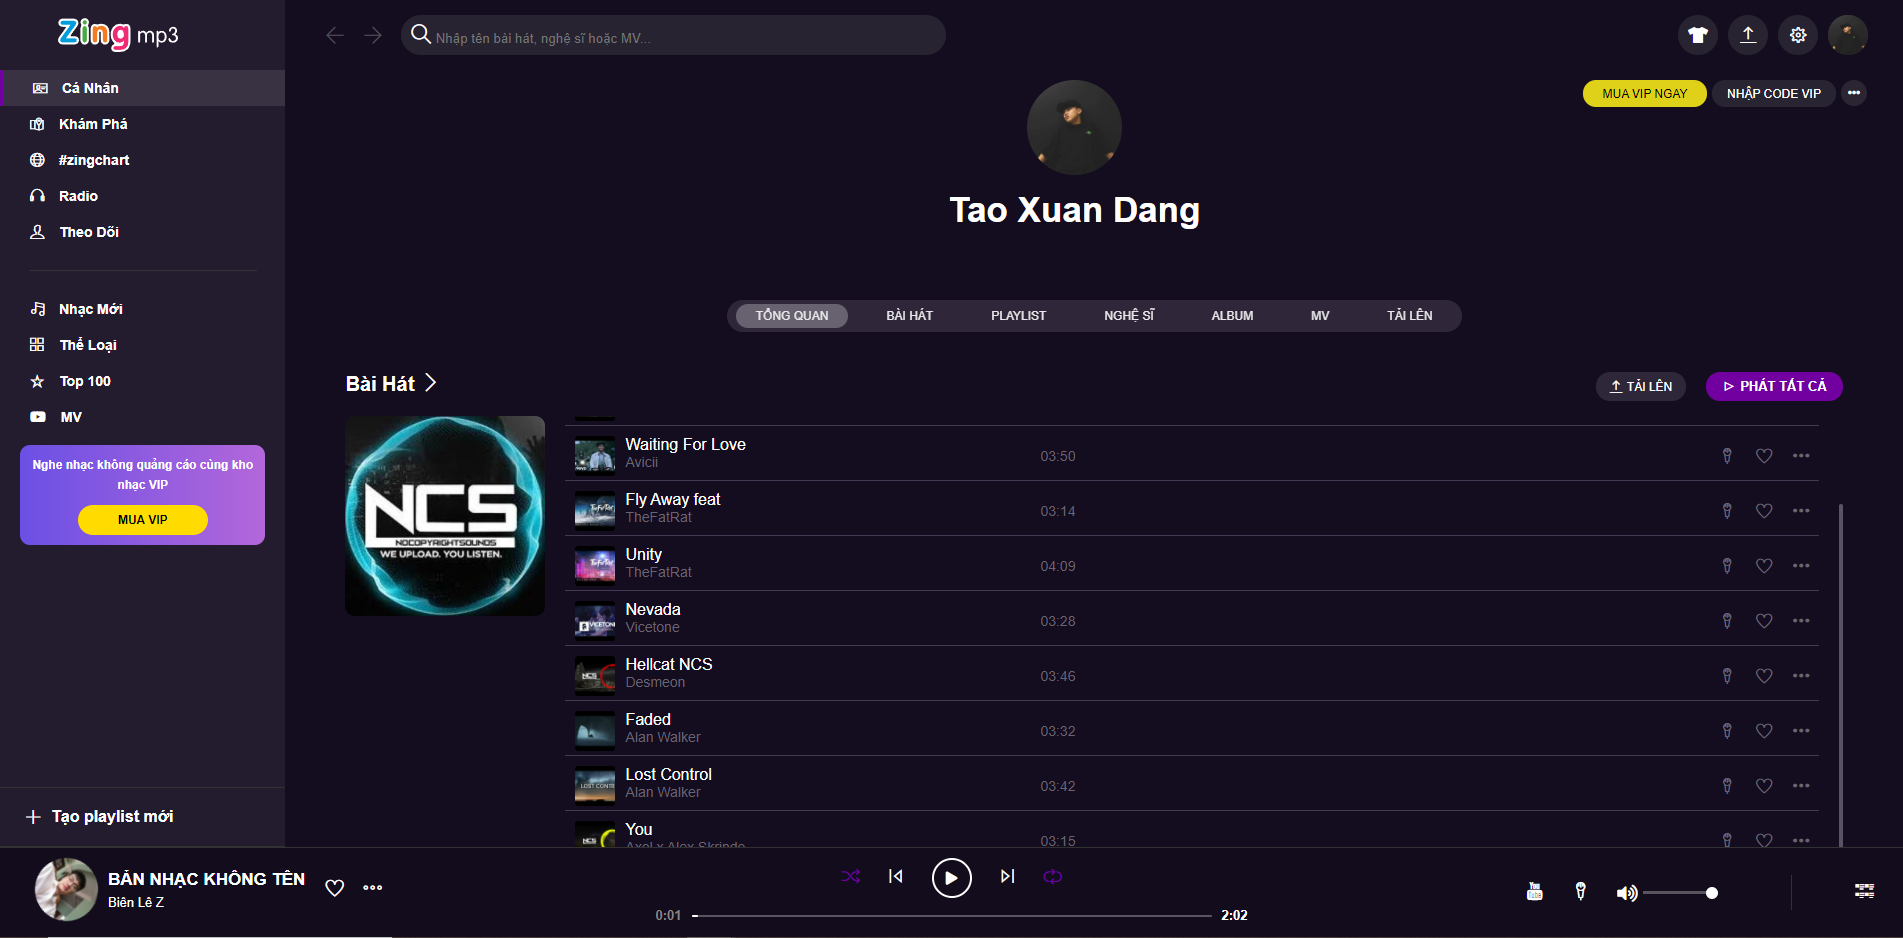 Zing mp3
Cá Nhân
Khám Phá
#zingchart
Radio
Theo Dõi
Nhạc Mới
Thể Loại
Top 100
MV
Nghe nhạc không quảng cáo cùng kho
nhạc VIP
MUA VIP
Tạo playlist mới
Nhập tên bài hát, nghệ sĩ hoặc MV...
MUA VIP NGAY
NHẬP CODE VIP
Tao Xuan Dang
TỔNG QUAN
BÀI HÁT
PLAYLIST
NGHỆ SĨ
ALBUM
MV
TẢI LÊN
Bài Hát
TẢI LÊN
PHÁT TẤT CẢ
NCS
NOCOPYRIGHTSOUNDS
WE UPLOAD. YOU LISTEN.
Waiting For Love
Avicii
03:50
Fly Away feat
TheFatRat
03:14
Unity
TheFatRat
04:09
Nevada
Vicetone
03:28
Hellcat NCS
Desmeon
03:46
Faded
Alan Walker
03:32
Lost Control
Alan Walker
03:42
You
Axel x Alex Skrindo
03:15
BẢN NHẠC KHÔNG TÊN
Biên Lê Z
0:01
2:02
You
Tube